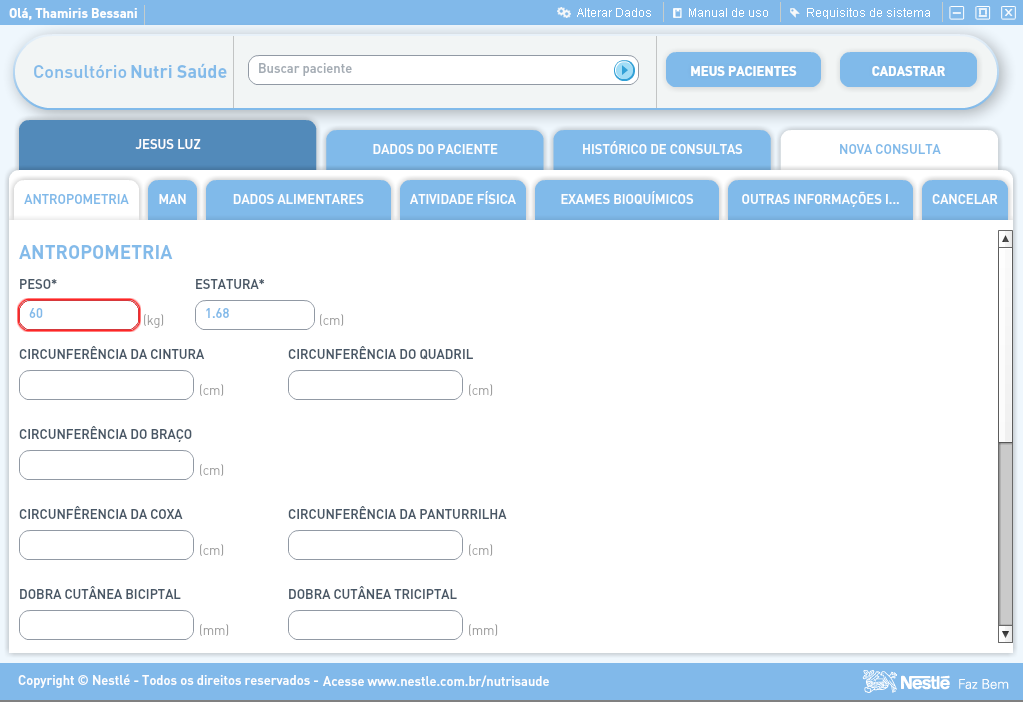 Olá, Thamiris Bessani
Alterar Dados
Manual de uso
Requisitos de sistema
Consultório Nutri Saúde
Buscar paciente
MEUS PACIENTES
CADASTRAR
JESUS LUZ
DADOS DO PACIENTE
HISTÓRICO DE CONSULTAS
NOVA CONSULTA
ANTROPOMETRIA
MAN
DADOS ALIMENTARES
ATIVIDADE FÍSICA
EXAMES BIOQUÍMICOS
OUTRAS INFORMAÇÕES I...
CANCELAR
ANTROPOMETRIA
PESO*
ESTATURA*
60
(kg)
1.68
(cm)
CIRCUNFERÊNCIA DA CINTURA
CIRCUNFERÊNCIA DO QUADRIL
(cm)
(cm)
CIRCUNFERÊNCIA DO BRAÇO
(cm)
CIRCUNFÊRENCIA DA COXA
CIRCUNFERÊNCIA DA PANTURRILHA
(cm)
(cm)
DOBRA CUTÂNEA BICIPTAL
DOBRA CUTÂNEA TRICIPTAL
(mm)
(mm)
Copyright © Nestlé - Todos os direitos reservados - Acesse www.nestle.com.br/nutrisaude
Nestlé Faz Bem